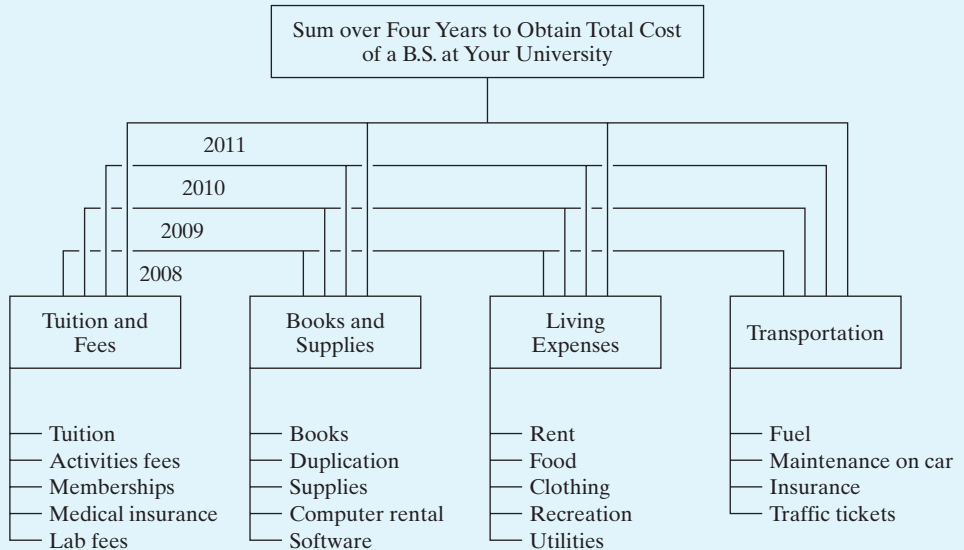 Sum over Four Years to Obtain Total Cost
of a B.S. at Your University
2011
2010
2009
2008
Tuition and
Fees
Books and
Supplies
Living
Expenses
Transportation
Tuition
Activities fees
Memberships
Medical insurance
Lab fees
Books
Duplication
Supplies
Computer rental
Software
Rent
Food
Clothing
Recreation
Utilities
Fuel
Maintenance on car
Insurance
Traffic tickets